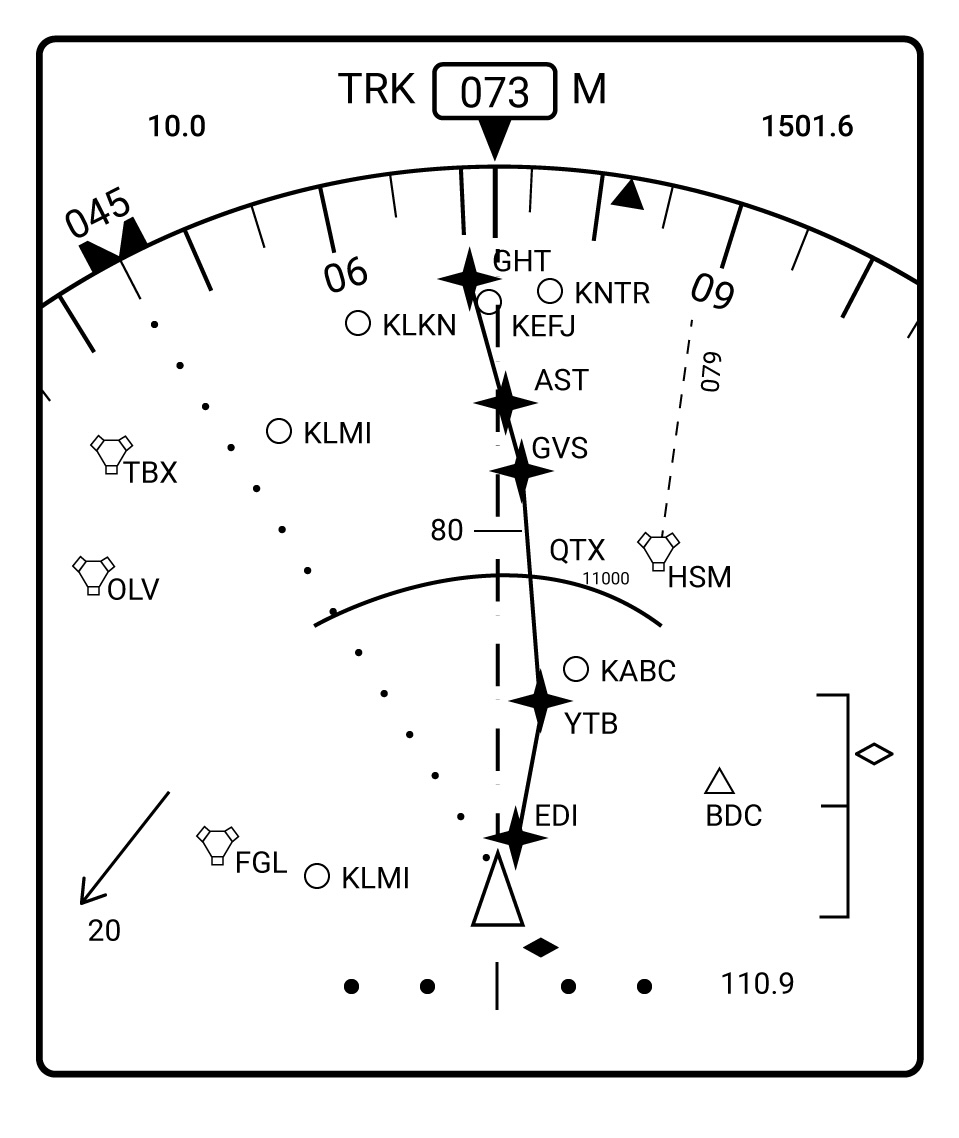 TRK 073 M
10.0 1501.6
045
06
09
GHT
KNTR
KLKN KEFJ
079
AST
KLMI
GVS
TBX
80
QTX
11000
HSM
OLV
KABC
YTB
EDI
BDC
FGL
KLMI
20
110.9